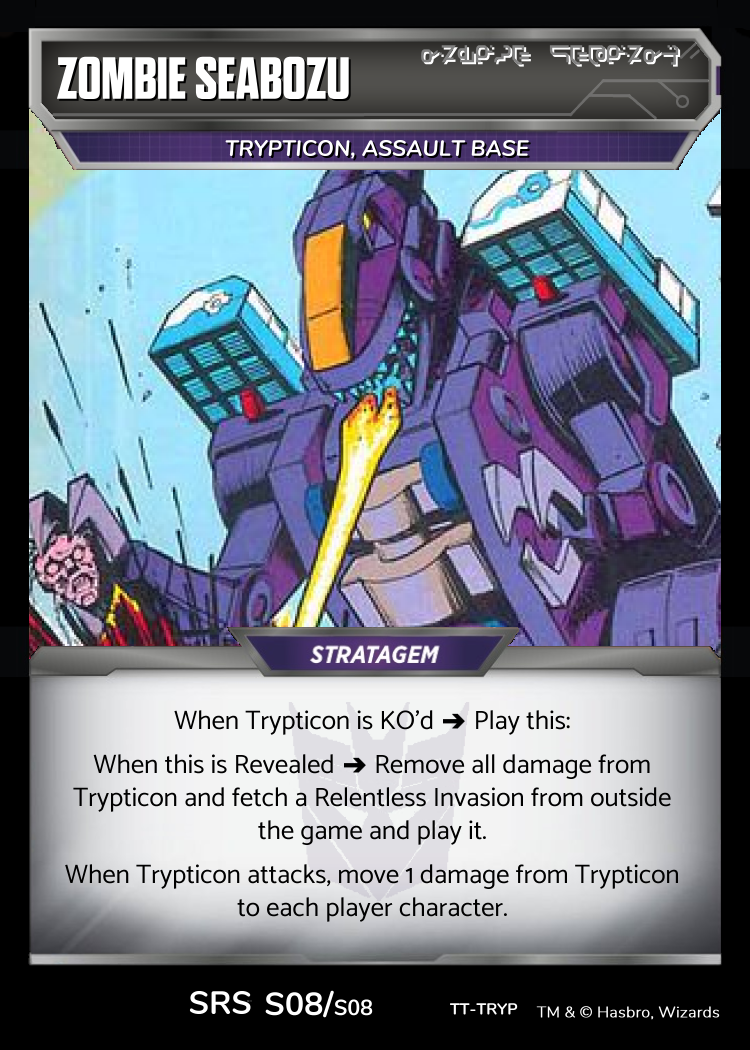 ZOMBIE SEABOZU
TRYPTICON, ASSAULT BASE
STRATAGEM
When Trypticon is KO'd ➔ Play this:
When this is Revealed ➔ Remove all damage from
Trypticon and fetch a Relentless Invasion from outside
the game and play it.
When Trypticon attacks, move 1 damage from Trypticon
to each player character.
SRS S08/S08 TT-TRYP TM & © Hasbro, Wizards